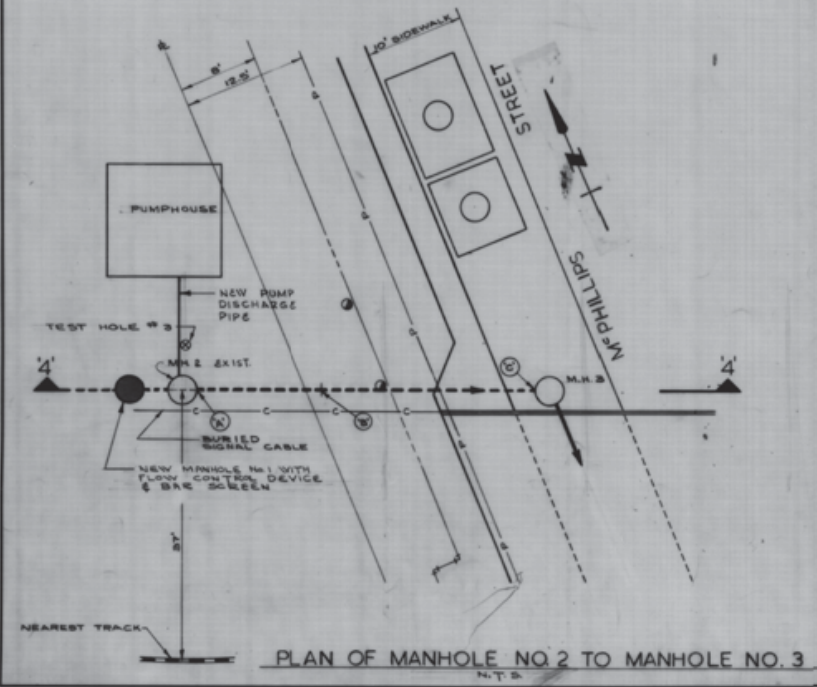 10' SIDEWALK
8'
12.5'
STREET
McPHILLIPS
PUMPHOUSE
NEW PUMP
DISCHARGE
PIPE
TEST HOLE #3
M.H.2 EXIST.
'4'
'4'
M.H.3
'A'
'B'
'C'
P
P
P
P
P
P
C
C
C
C
BURIED
SIGNAL CABLE
NEW MANHOLE No.1 WITH
FLOW CONTROL DEVICE
& BAR SCREEN
37'
NEAREST TRACK
PLAN OF MANHOLE NO.2 TO MANHOLE NO.3
N.T.S.